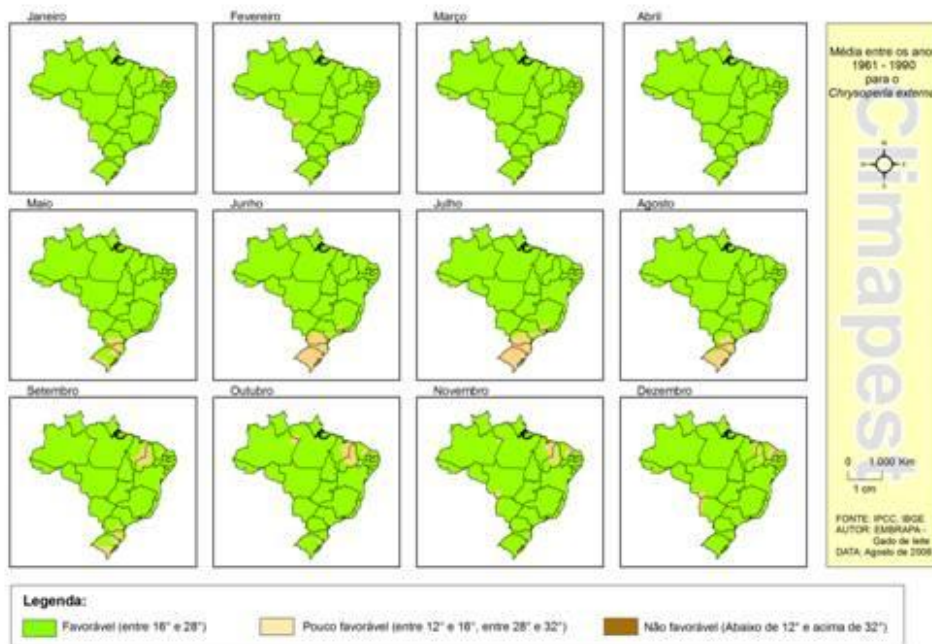 Janeiro
Fevereiro
Março
Abril
Maio
Junho
Julho
Agosto
Setembro
Outubro
Novembro
Dezembro
Média entre os ano
1961 - 1990
para o
Chrysoperla externa
climapest
0 1.000 Km
1 cm
FONTE: IPCC, IBGE
AUTOR: EMBRAPA -
Gado de leite
DATA: Agosto de 2008
Legenda:
Favorável (entre 16° e 28°)
Pouco favorável (entre 12° e 16°, entre 28° e 32°)
Não favorável (Abaixo de 12° e acima de 32°)